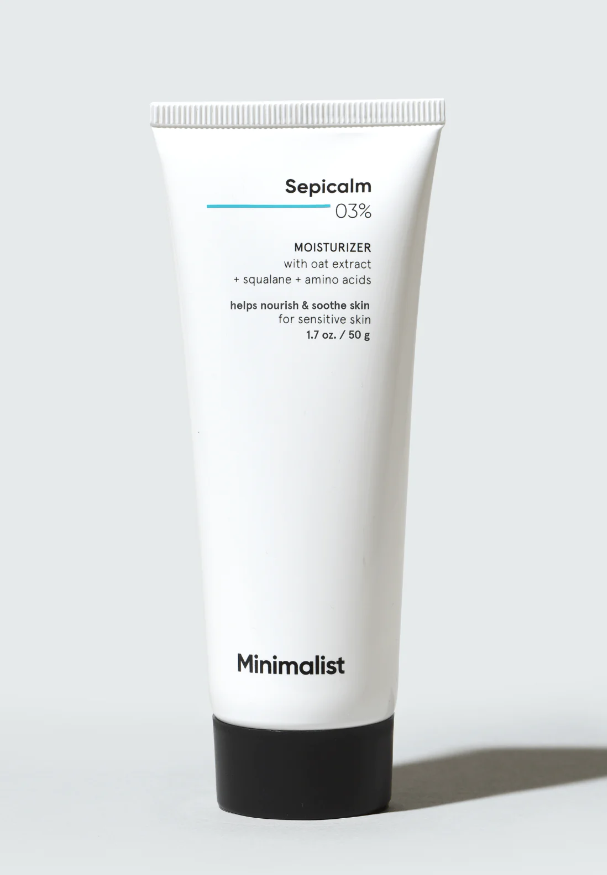 Sepicalm
03%
MOISTURIZER
with oat extract
+ squalane + amino acids
helps nourish & soothe skin
for sensitive skin
1.7 oz. / 50 g
Minimalist